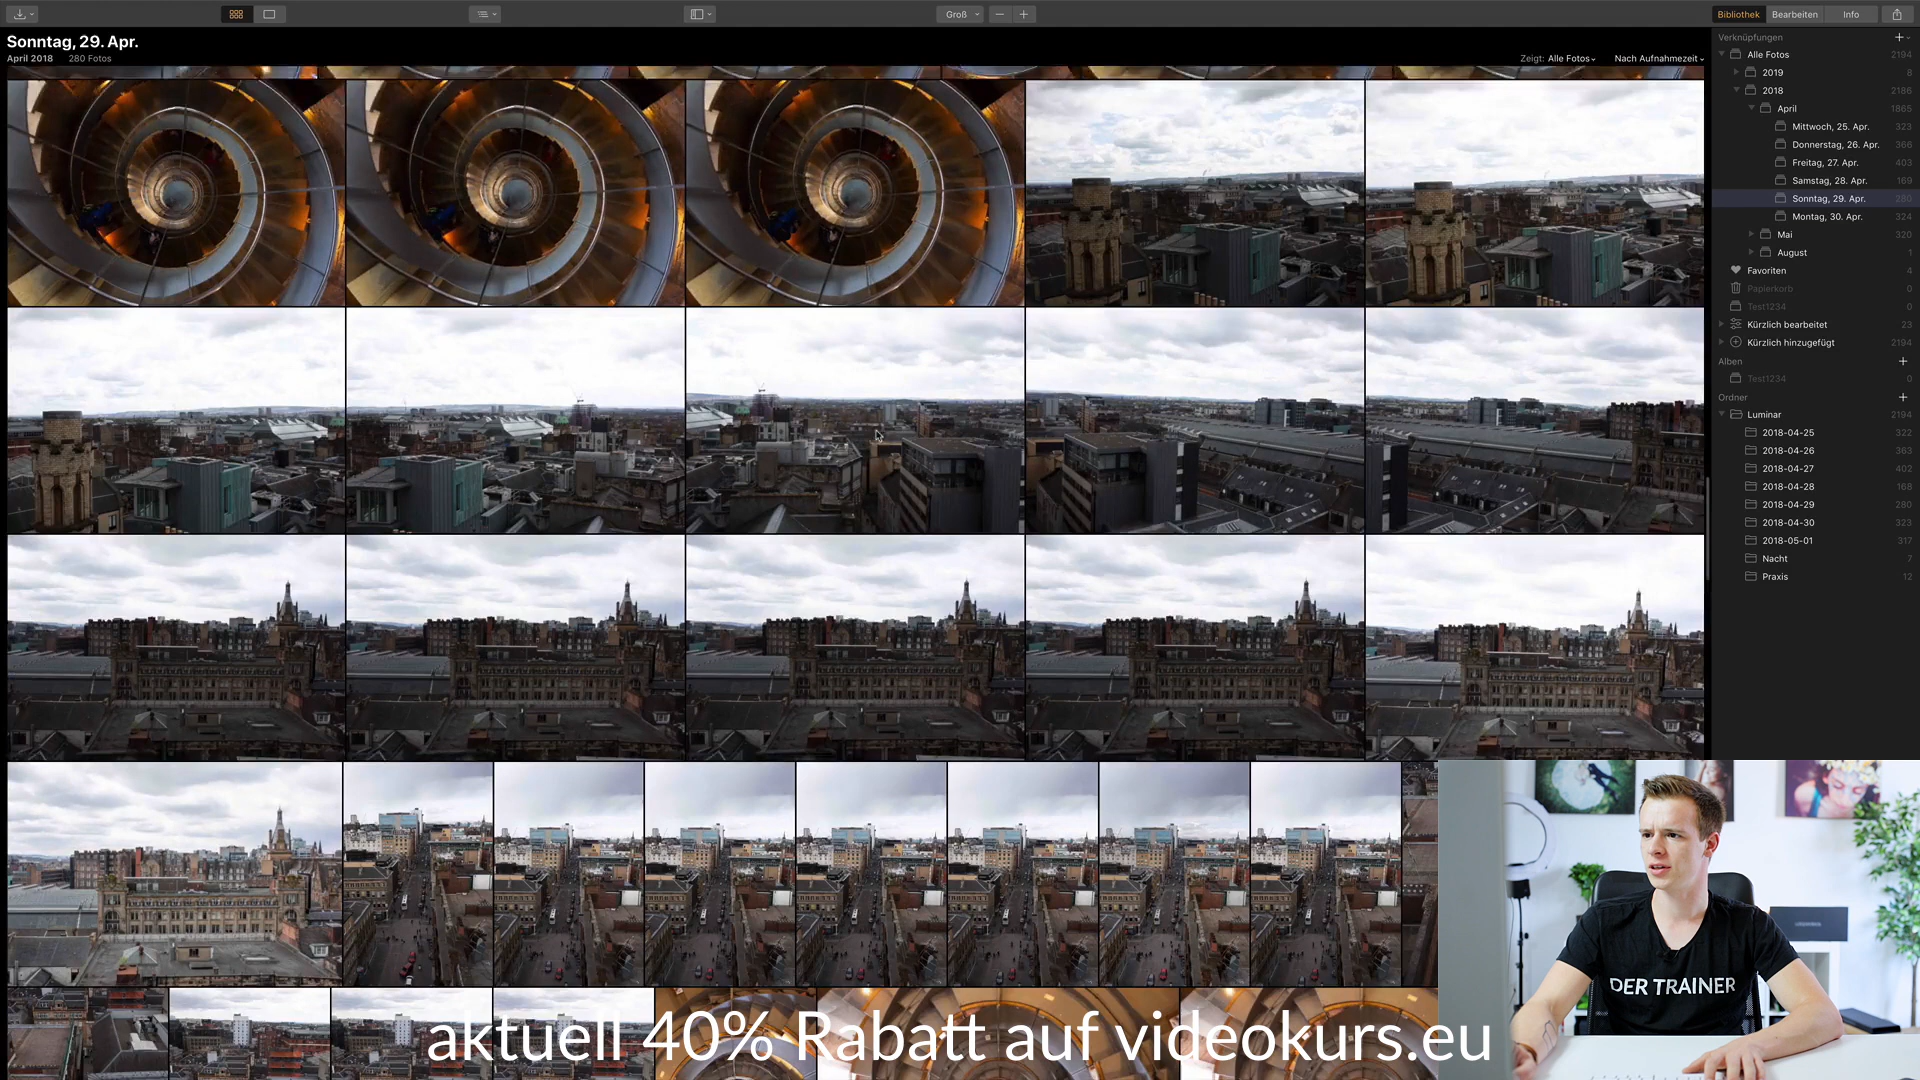 Groß
Bibliothek
Bearbeiten
Info
Sonntag, 29. Apr.
April 2018 280 Fotos
Zeigt: Alle Fotos
Nach Aufnahmezeit
Verknüpfungen
Alle Fotos 2194
2019 8
2018 2186
April 1865
Mittwoch, 25. Apr. 323
Donnerstag, 26. Apr. 366
Freitag, 27. Apr. 403
Samstag, 28. Apr. 169
Sonntag, 29. Apr. 280
Montag, 30. Apr. 324
Mai 320
August 1
Favoriten 4
Papierkorb 0
Test1234 0
Kürzlich bearbeitet 23
Kürzlich hinzugefügt 2194
Alben
Test1234 0
Ordner
Luminar 2194
2018-04-25 322
2018-04-26 363
2018-04-27 402
2018-04-28 168
2018-04-29 280
2018-04-30 323
2018-05-01 317
Nacht 7
Praxis 12
DER TRAINER
aktuell 40% Rabatt auf videokurs.eu